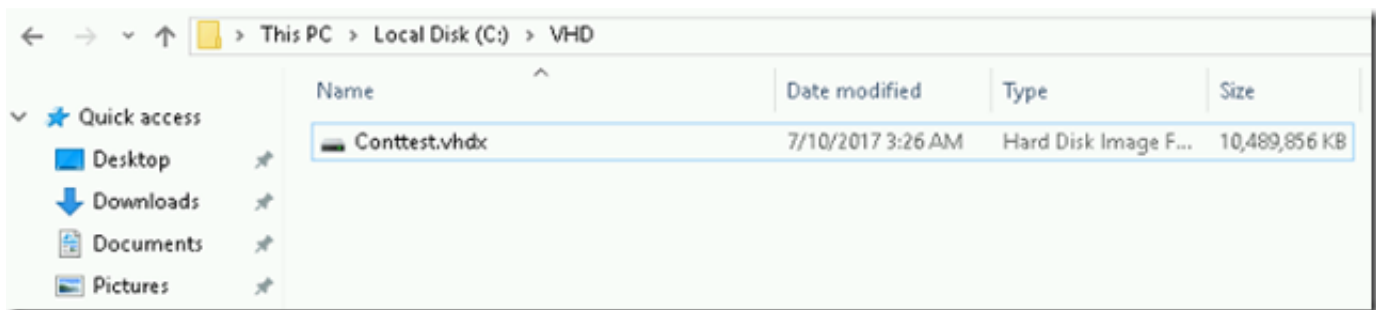 This PC > Local Disk (C:) > VHD
Name Date modified Type Size
Quick access
Conttest.vhdx 7/10/2017 3:26 AM Hard Disk Image F... 10,489,856 KB
Desktop
Downloads
Documents
Pictures